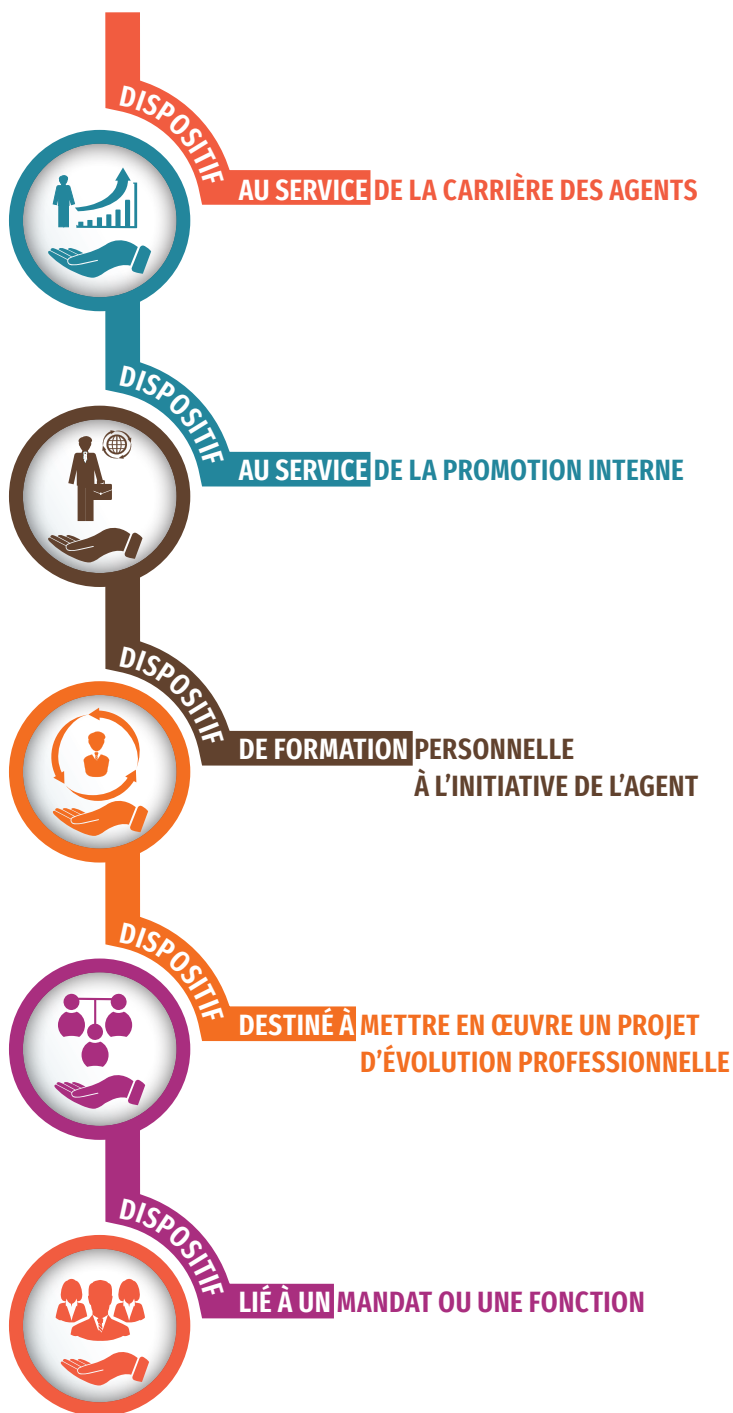 DISPOSITIF
AU SERVICE DE LA CARRIÈRE DES AGENTS
DISPOSITIF
AU SERVICE DE LA PROMOTION INTERNE
DISPOSITIF
DE FORMATION PERSONNELLE
À L’INITIATIVE DE L’AGENT
DISPOSITIF
DESTINÉ À METTRE EN ŒUVRE UN PROJET
D’ÉVOLUTION PROFESSIONNELLE
DISPOSITIF
LIÉ À UN MANDAT OU UNE FONCTION